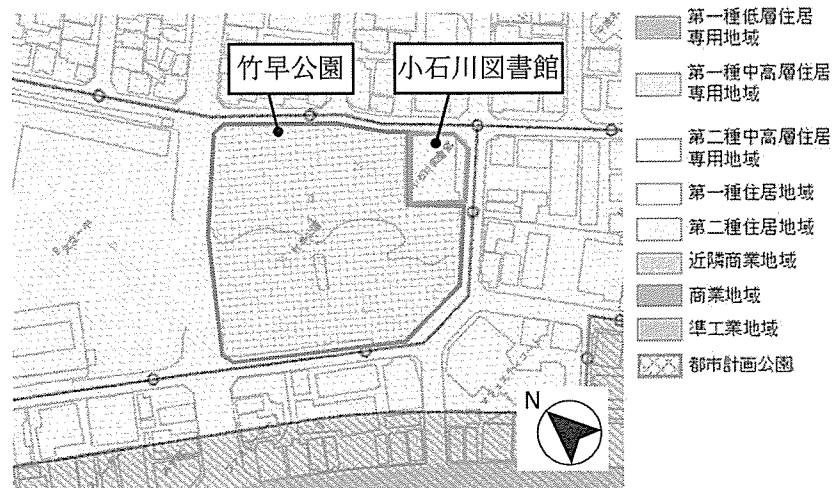 竹早公園
小石川図書館
N
第一種低層住居
専用地域
第一種中高層住居
専用地域
第二種中高層住居
専用地域
第一種住居地域
第二種住居地域
近隣商業地域
商業地域
準工業地域
都市計画公園